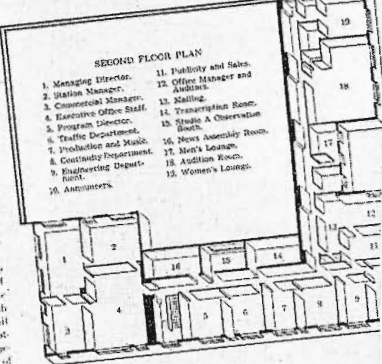 SECOND FLOOR PLAN
1. Managing Director.
2. Station Manager.
3. Commercial Manager.
4. Executive Office Staff.
5. Program Director.
6. Traffic Department.
7. Production and Music.
8. Continuity Department.
9. Engineering Depart-
ment.
10. Announcers.
11. Publicity and Sales.
12. Office Manager and
Auditors.
13. Mailing.
14. Transcription Room.
15. Studio A Observation
Booth.
16. News Assembly Room.
17. Men's Lounge.
18. Audition Room.
19. Women's Lounge.
19
18
17
12
13
11
1
2
16
15
14
3
4
5
6
7
8
9